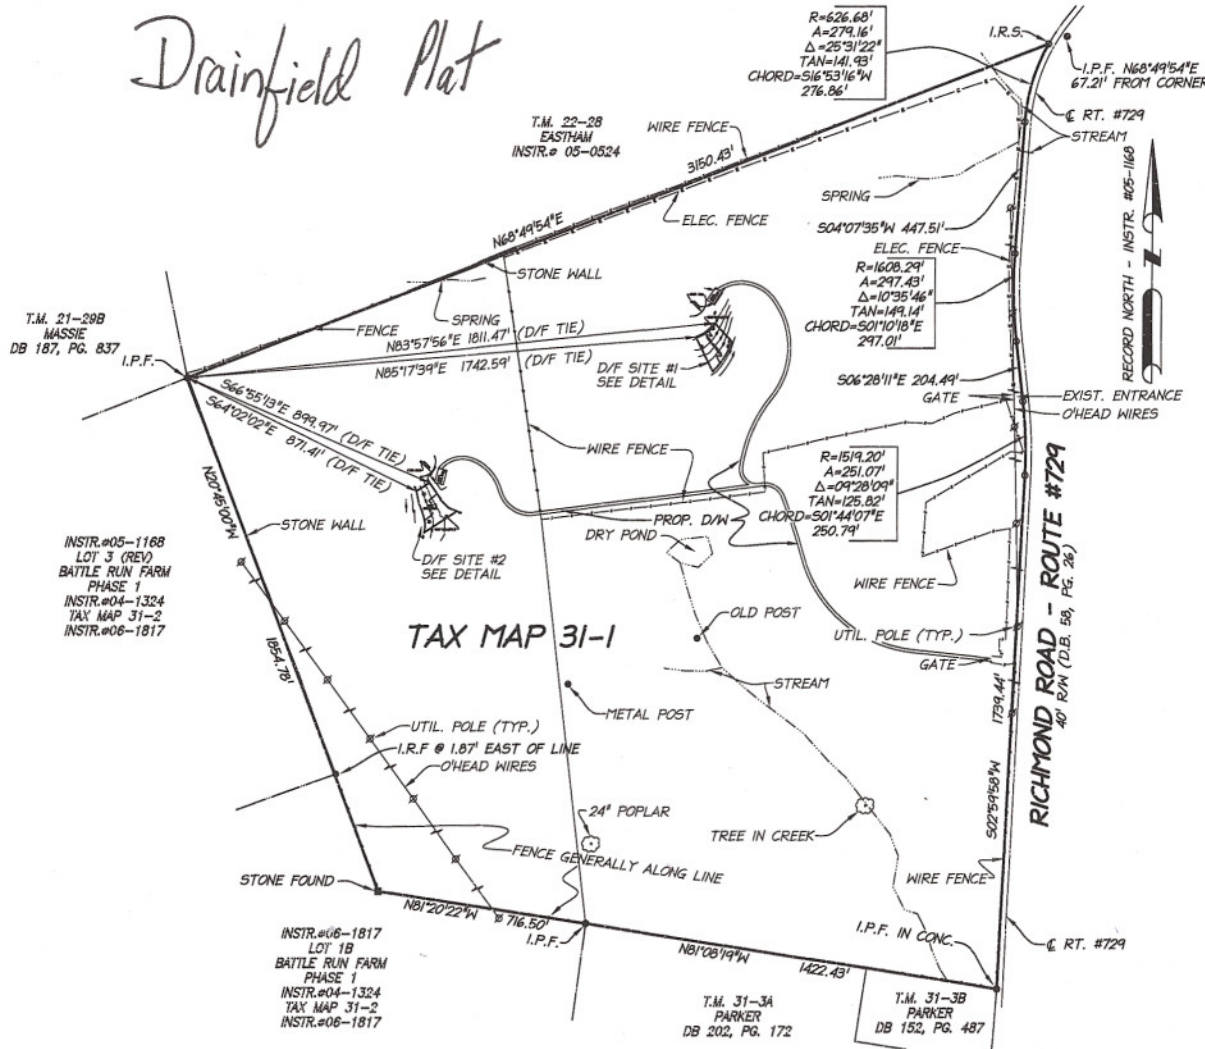 Drainfield Plat
R=626.68'
A=279.16'
Δ=25°31'22"
TAN=141.93'
CHORD=S16°53'16"W
276.86'
I.R.S.
I.P.F. N68°49'54"E
67.21' FROM CORNER
℄ RT. #729
STREAM
T.M. 22-28
EASTHAM
INSTR.# 05-0524
WIRE FENCE
3150.43'
SPRING
ELEC. FENCE
N68°49'54"E
S04°07'35"W 447.51'
ELEC. FENCE
RECORD NORTH - INSTR. #05-1168
N
STONE WALL
R=1608.29'
A=297.43'
Δ=10°35'46"
TAN=149.14'
CHORD=S01°10'18"E
297.01'
T.M. 21-29B
MASSIE
DB 187, PG. 837
I.P.F.
FENCE
SPRING
N83°57'56"E 1811.47' (D/F TIE)
N85°17'39"E 1742.59' (D/F TIE)
D/F SITE #1
SEE DETAIL
S06°28'11"E 204.49'
GATE
EXIST. ENTRANCE
O'HEAD WIRES
S66°55'13"E 899.97' (D/F TIE)
S64°02'02"E 871.41' (D/F TIE)
WIRE FENCE
R=1519.20'
A=251.07'
Δ=09°28'09"
TAN=125.82'
CHORD=S01°44'07"E
250.79'
N20°45'00"W
STONE WALL
PROP. D/W
DRY POND
INSTR.#05-1168
LOT 3 (REV)
BATTLE RUN FARM
PHASE 1
INSTR.#04-1324
TAX MAP 31-2
INSTR.#06-1817
D/F SITE #2
SEE DETAIL
WIRE FENCE
RICHMOND ROAD - ROUTE #729
40' R/W (D.B. 58, PG. 26)
TAX MAP 31-1
OLD POST
UTIL. POLE (TYP.)
GATE
1854.78'
STREAM
METAL POST
1739.44'
UTIL. POLE (TYP.)
I.R.F @ 1.87' EAST OF LINE
O'HEAD WIRES
S02°59'58"W
24" POPLAR
TREE IN CREEK
FENCE GENERALLY ALONG LINE
WIRE FENCE
STONE FOUND
N81°20'22"W
716.50'
I.P.F.
I.P.F. IN CONC.
℄ RT. #729
N81°08'19"W
1422.43'
INSTR.#06-1817
LOT 1B
BATTLE RUN FARM
PHASE 1
INSTR.#04-1324
TAX MAP 31-2
INSTR.#06-1817
T.M. 31-3A
PARKER
DB 202, PG. 172
T.M. 31-3B
PARKER
DB 152, PG. 487